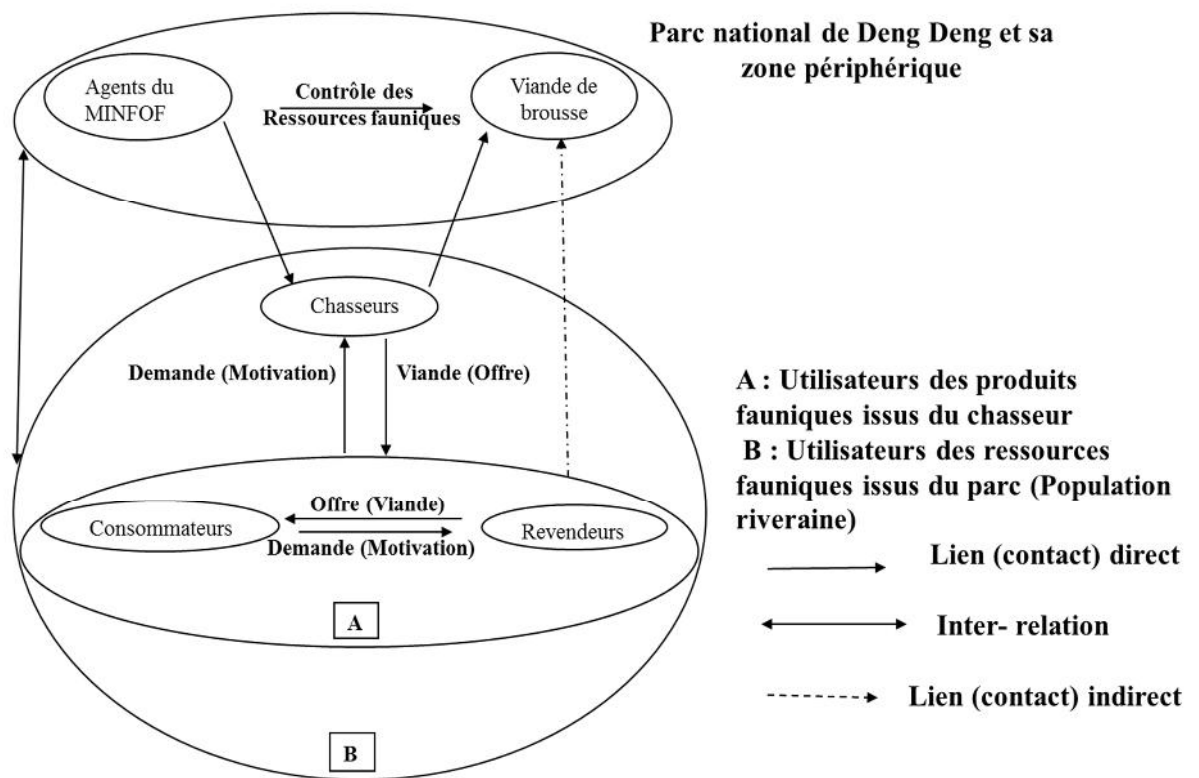 Parc national de Deng Deng et sa
zone périphérique
Agents du
MINFOF
Contrôle des
Ressources fauniques
Viande de
brousse
Chasseurs
Demande (Motivation)
Viande (Offre)
Offre (Viande)
Consommateurs
Revendeurs
Demande (Motivation)
A
B
A : Utilisateurs des produits
fauniques issus du chasseur
B : Utilisateurs des ressources
fauniques issus du parc (Population
riveraine)
Lien (contact) direct
Inter- relation
Lien (contact) indirect